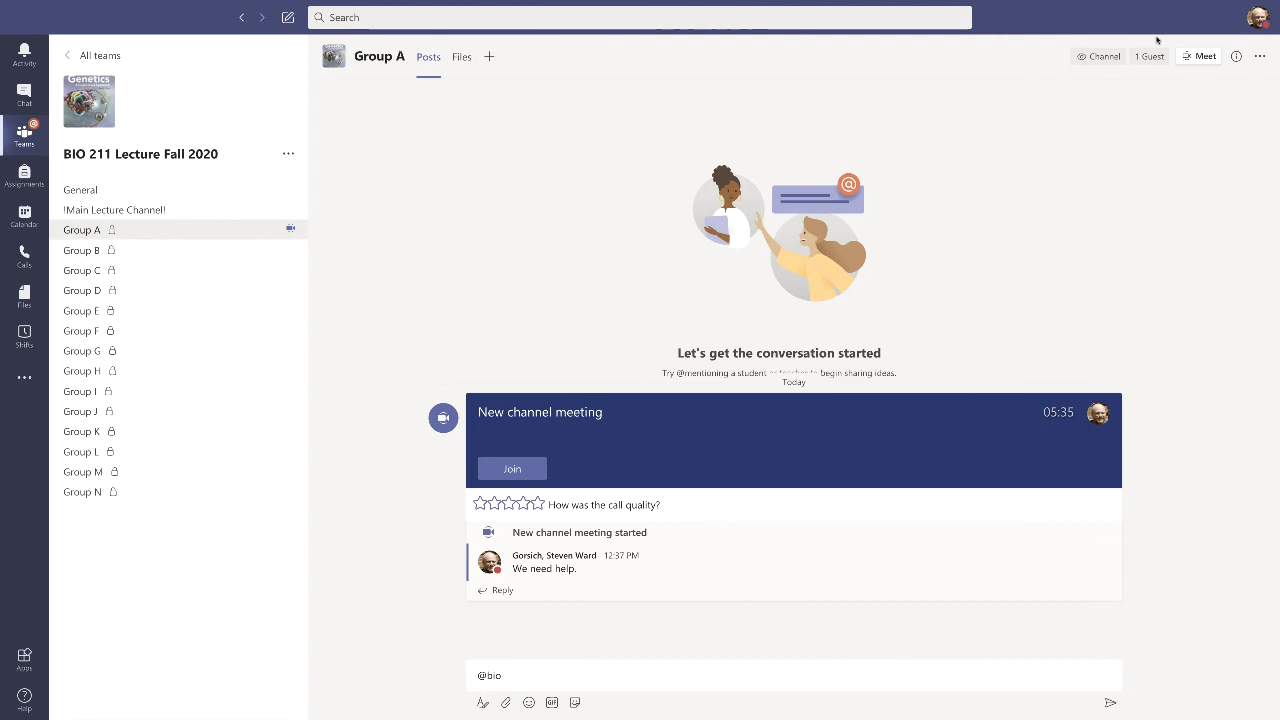 Search
Activity
Chat
Teams
Assignments
Calendar
Calls
Files
Shifts
Apps
Help
All teams
Genetics
BIO 211 Lecture Fall 2020
General
!Main Lecture Channel!
Group A
Group B
Group C
Group D
Group E
Group F
Group G
Group H
Group I
Group J
Group K
Group L
Group M
Group N
Group A Posts Files
Channel 1 Guest Meet
@
Let's get the conversation started
Try @mentioning a student or teacher to begin sharing ideas.
Today
New channel meeting 05:35
Join
How was the call quality?
New channel meeting started
Gorsich, Steven Ward 12:37 PM
We need help.
Reply
@bio
GIF